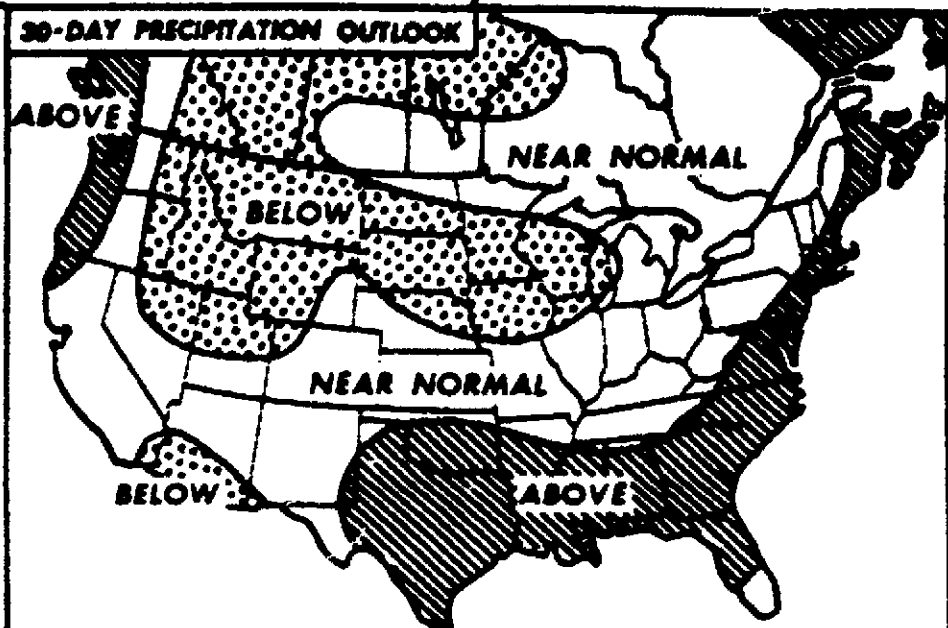 30-DAY PRECIPITATION OUTLOOK
ABOVE
NEAR NORMAL
BELOW
NEAR NORMAL
BELOW
ABOVE